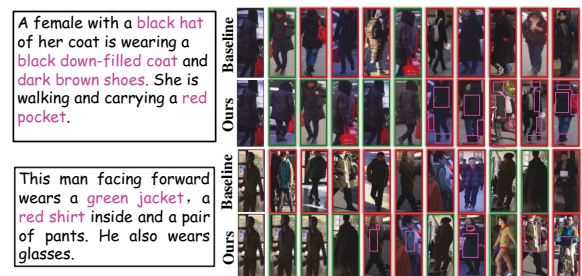 A female with a black hat
of her coat is wearing a
black down-filled coat and
dark brown shoes. She is
walking and carrying a red
pocket.
Baseline
Ours
This man facing forward
wears a green jacket, a
red shirt inside and a pair
of pants. He also wears
glasses.
Baseline
Ours